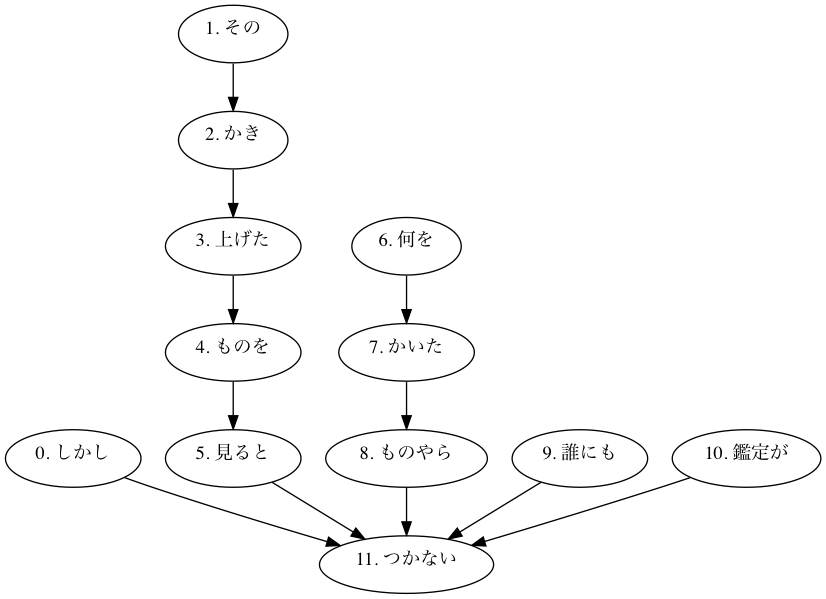 1. その
2. かき
3. 上げた
6. 何を
4. ものを
7. かいた
0. しかし
5. 見ると
8. ものやら
9. 誰にも
10. 鑑定が
11. つかない